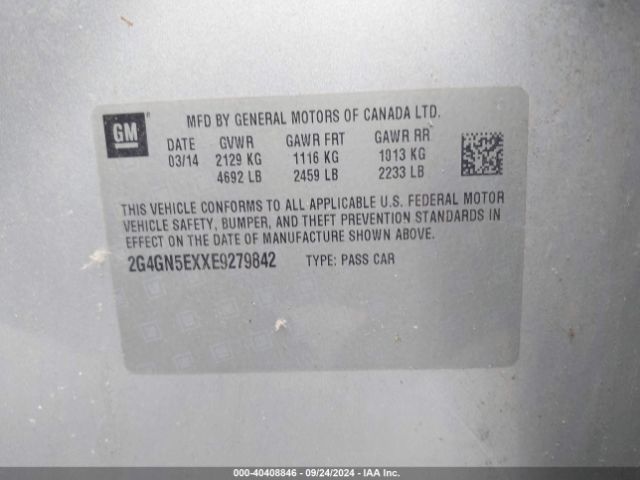 GM
MFD BY GENERAL MOTORS OF CANADA LTD.
DATE GVWR GAWR FRT GAWR RR
03/14 2129 KG 1116 KG 1013 KG
4692 LB 2459 LB 2233 LB
THIS VEHICLE CONFORMS TO ALL APPLICABLE U.S. FEDERAL MOTOR
VEHICLE SAFETY, BUMPER, AND THEFT PREVENTION STANDARDS IN
EFFECT ON THE DATE OF MANUFACTURE SHOWN ABOVE.
2G4GN5EXXE9279842 TYPE: PASS CAR
000-40408846 - 09/24/2024 - IAA Inc.